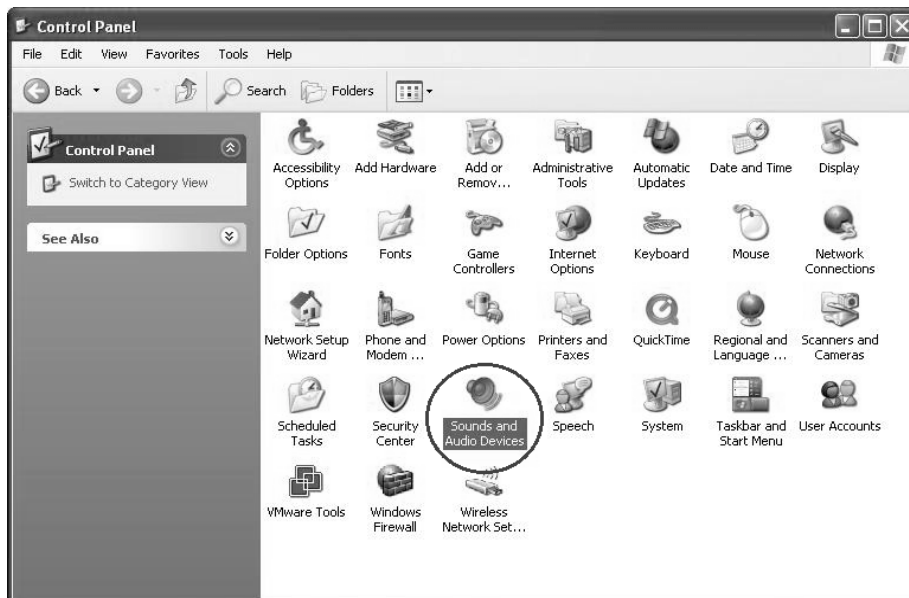 Control Panel
File Edit View Favorites Tools Help
Back Search Folders
Control Panel
Switch to Category View
See Also
Accessibility Options
Add Hardware
Add or Remov...
Administrative Tools
Automatic Updates
Date and Time
Display
Folder Options
Fonts
Game Controllers
Internet Options
Keyboard
Mouse
Network Connections
Network Setup Wizard
Phone and Modem ...
Power Options
Printers and Faxes
QuickTime
Regional and Language ...
Scanners and Cameras
Scheduled Tasks
Security Center
Sounds and Audio Devices
Speech
System
Taskbar and Start Menu
User Accounts
VMware Tools
Windows Firewall
Wireless Network Set...